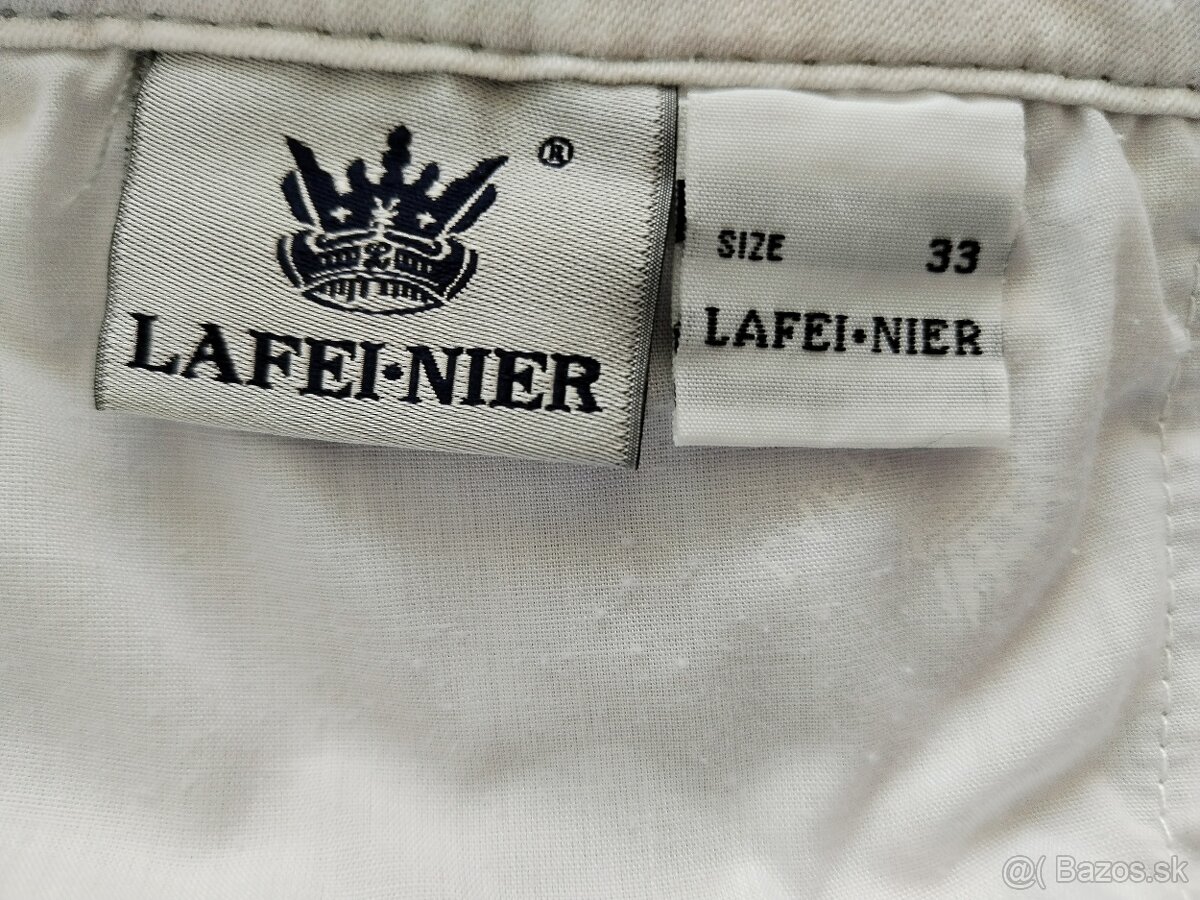 ®
LAFEI·NIER
SIZE 33
LAFEI·NIER
@( Bazos.sk